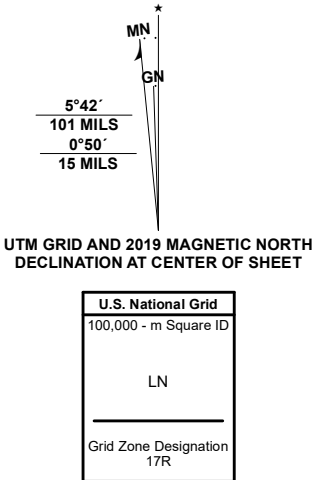 MN
GN
5°42´
101 MILS
0°50´
15 MILS
UTM GRID AND 2019 MAGNETIC NORTH
DECLINATION AT CENTER OF SHEET
U.S. National Grid
100,000 - m Square ID
LN
Grid Zone Designation
17R